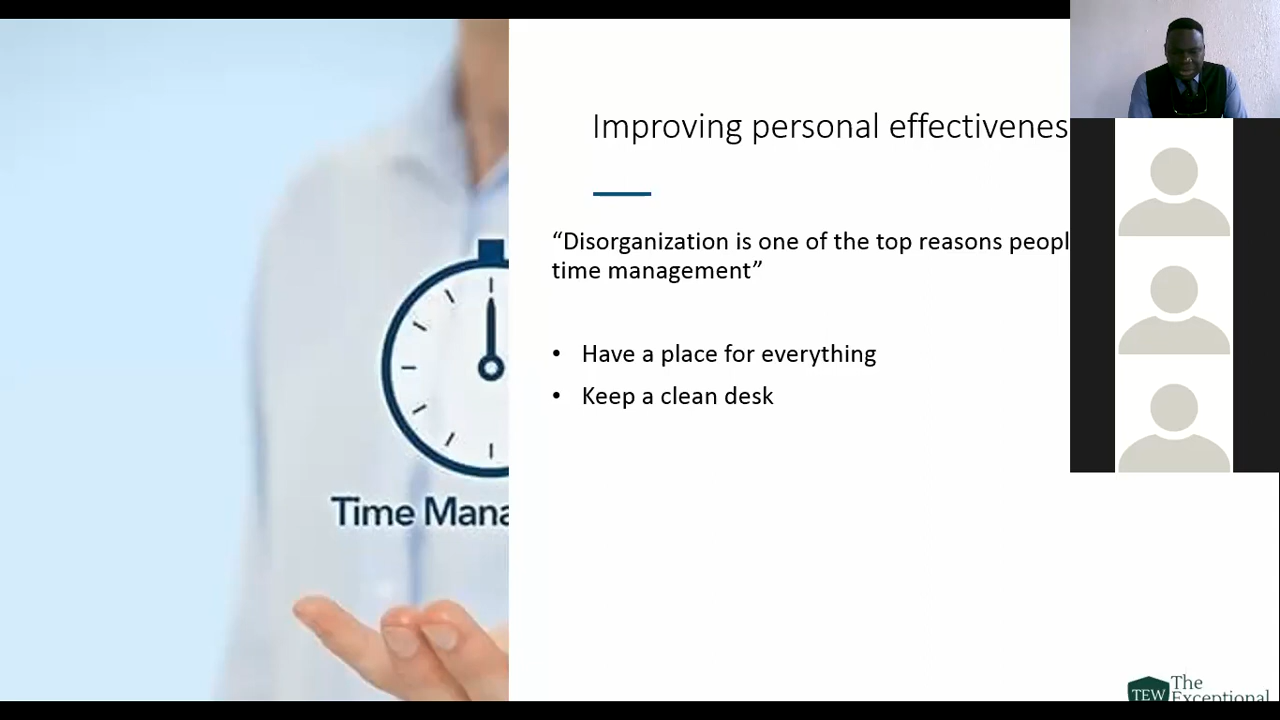 Improving personal effectivenes
“Disorganization is one of the top reasons peopl
time management”
• Have a place for everything
• Keep a clean desk
Time Mana
TEW The
Exceptional